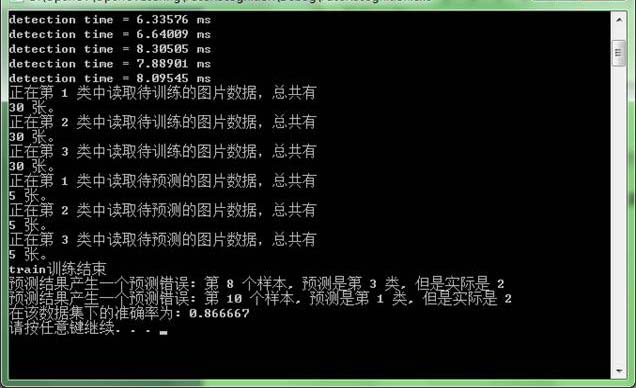 detection time = 6.33576 ms
detection time = 6.64009 ms
detection time = 8.30505 ms
detection time = 7.88901 ms
detection time = 8.09545 ms
正在第 1 类中读取待训练的图片数据，总共有
30 张。
正在第 2 类中读取待训练的图片数据，总共有
30 张。
正在第 3 类中读取待训练的图片数据，总共有
30 张。
正在第 1 类中读取待预测的图片数据，总共有
5 张。
正在第 2 类中读取待预测的图片数据，总共有
5 张。
正在第 3 类中读取待预测的图片数据，总共有
5 张。
train训练结束
预测结果产生一个预测错误：第 8 个样本, 预测是第 3 类, 但是实际是 2
预测结果产生一个预测错误：第 10 个样本, 预测是第 1 类, 但是实际是 2
在该数据集下的准确率为：0.866667
请按任意键继续. . .